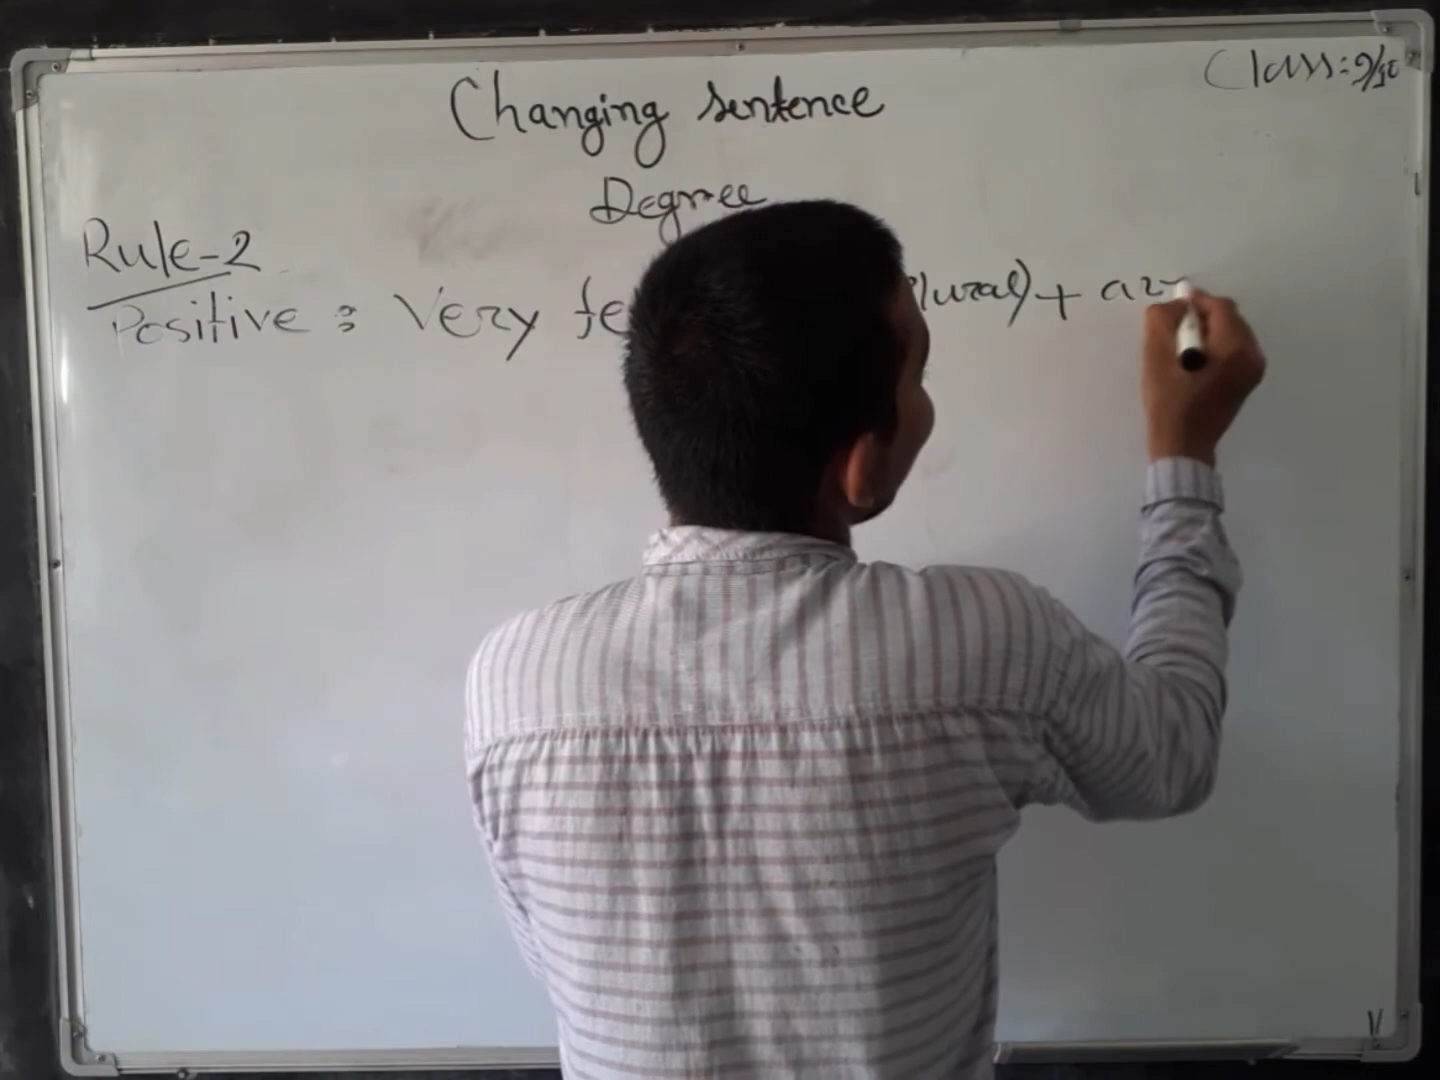 Class: 9/10
Changing sentence
Degree
Rule-2
Positive : Very fe lural) + ar